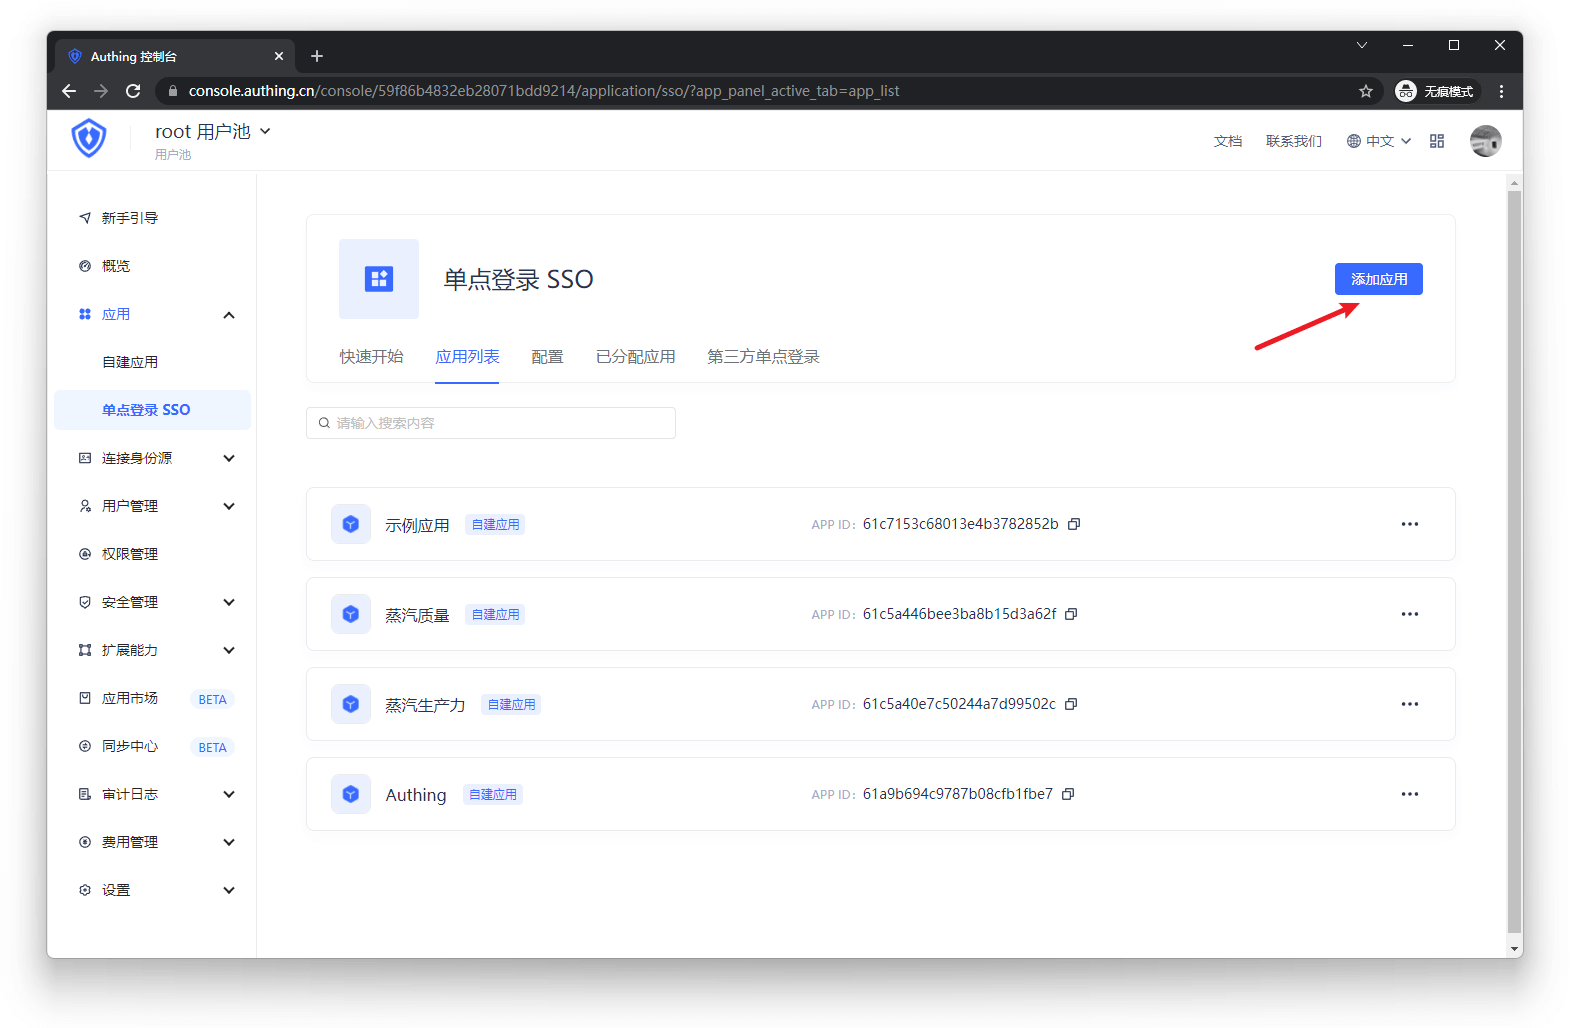 Authing 控制台
console.authing.cn/console/59f86b4832eb28071bdd9214/application/sso/?app_panel_active_tab=app_list
无痕模式
root 用户池
用户池
文档
联系我们
中文
新手引导
概览
应用
自建应用
单点登录 SSO
连接身份源
用户管理
权限管理
安全管理
扩展能力
应用市场 BETA
同步中心 BETA
审计日志
费用管理
设置
单点登录 SSO
添加应用
快速开始
应用列表
配置
已分配应用
第三方单点登录
请输入搜索内容
示例应用 自建应用 APP ID: 61c7153c68013e4b3782852b
蒸汽质量 自建应用 APP ID: 61c5a446bee3ba8b15d3a62f
蒸汽生产力 自建应用 APP ID: 61c5a40e7c50244a7d99502c
Authing 自建应用 APP ID: 61a9b694c9787b08cfb1fbe7